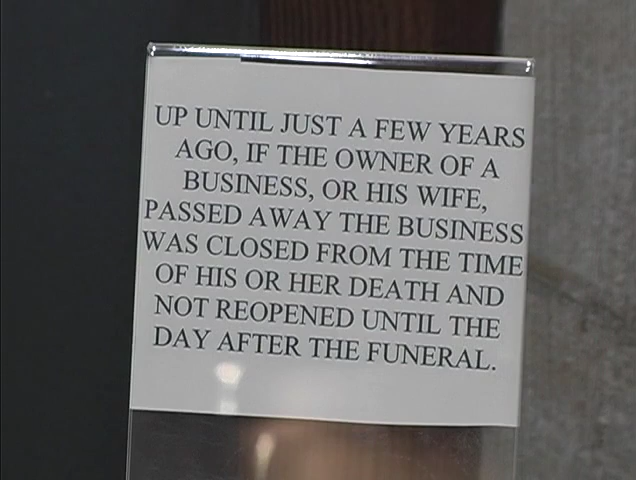 UP UNTIL JUST A FEW YEARS
AGO, IF THE OWNER OF A
BUSINESS, OR HIS WIFE,
PASSED AWAY THE BUSINESS
WAS CLOSED FROM THE TIME
OF HIS OR HER DEATH AND
NOT REOPENED UNTIL THE
DAY AFTER THE FUNERAL.